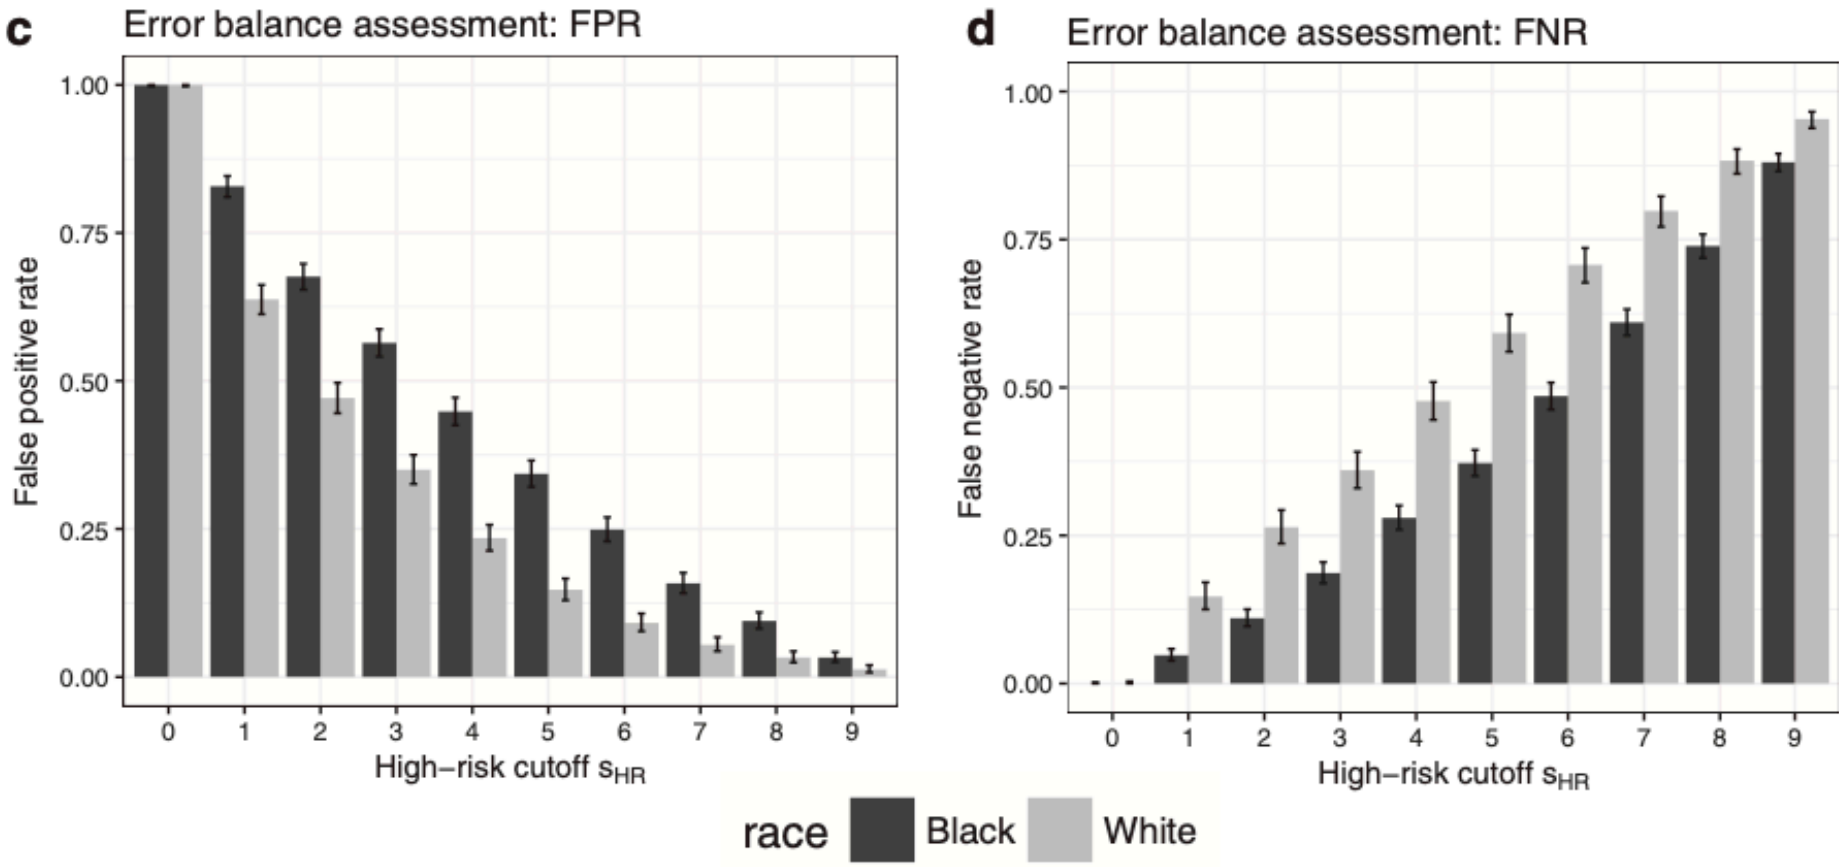 c Error balance assessment: FPR
False positive rate
1.00
0.75
0.50
0.25
0.00
0 1 2 3 4 5 6 7 8 9
High−risk cutoff sHR
d Error balance assessment: FNR
False negative rate
1.00
0.75
0.50
0.25
0.00
0 1 2 3 4 5 6 7 8 9
High−risk cutoff sHR
race Black White